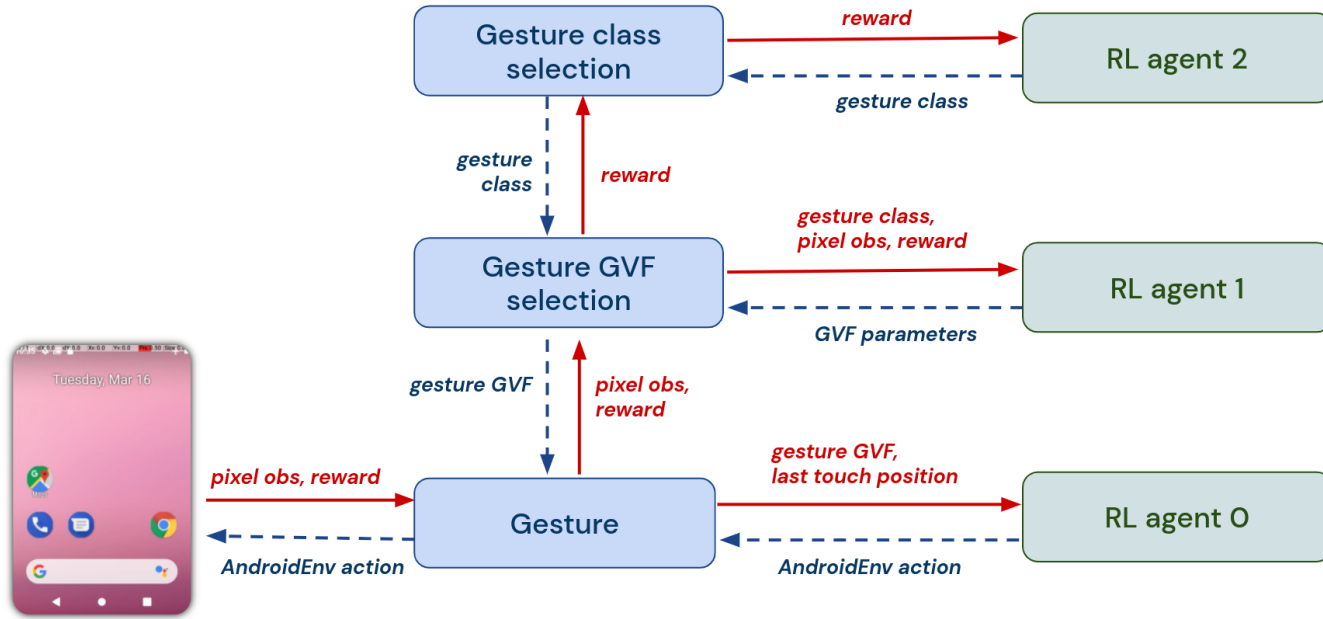 Gesture class
selection
reward
RL agent 2
gesture class
gesture
class
reward
gesture class,
pixel obs, reward
Gesture GVF
selection
RL agent 1
GVF parameters
Tuesday, Mar 16
gesture GVF
pixel obs,
reward
pixel obs, reward
gesture GVF,
last touch position
Gesture
RL agent 0
AndroidEnv action
AndroidEnv action